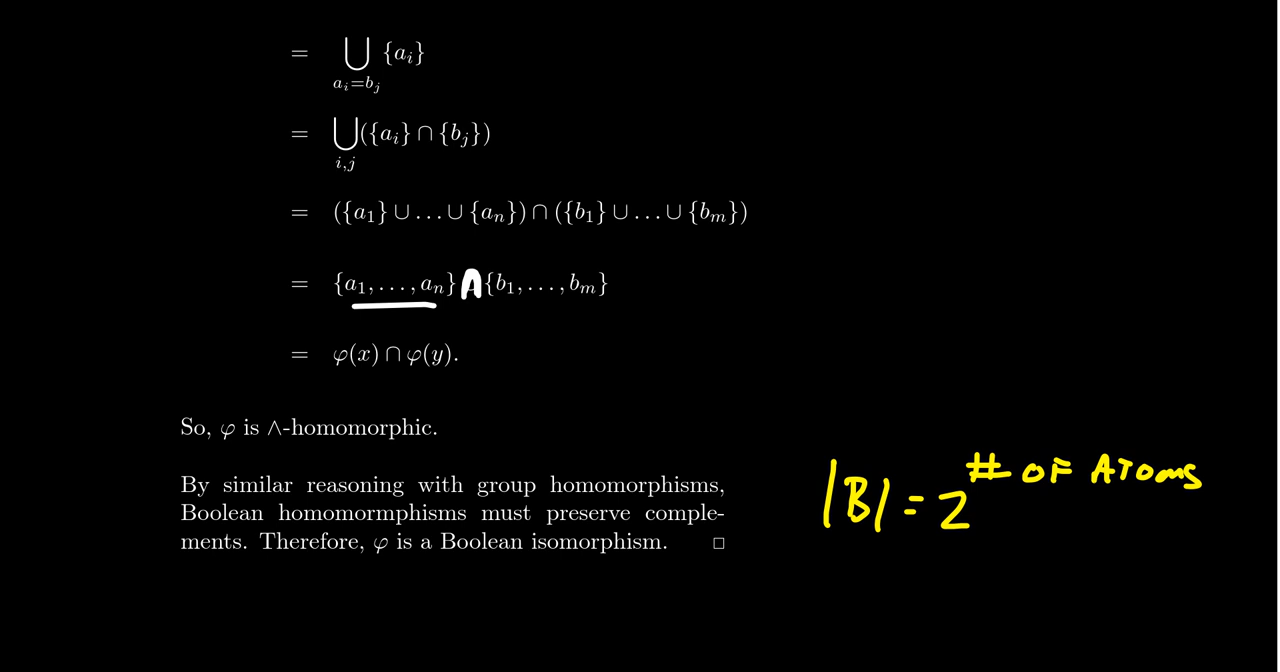 = ⋃_{a_i=b_j} {a_i}
= ⋃_{i,j} ({a_i} ∩ {b_j})
= ({a_1} ∪ … ∪ {a_n}) ∩ ({b_1} ∪ … ∪ {b_m})
= {a_1, …, a_n} ∩ {b_1, …, b_m}
= φ(x) ∩ φ(y).
So, φ is ∧-homomorphic.
By similar reasoning with group homomorphisms,
Boolean homomormphisms must preserve comple-
ments. Therefore, φ is a Boolean isomorphism. □
|B| = 2^{# OF ATOMS}